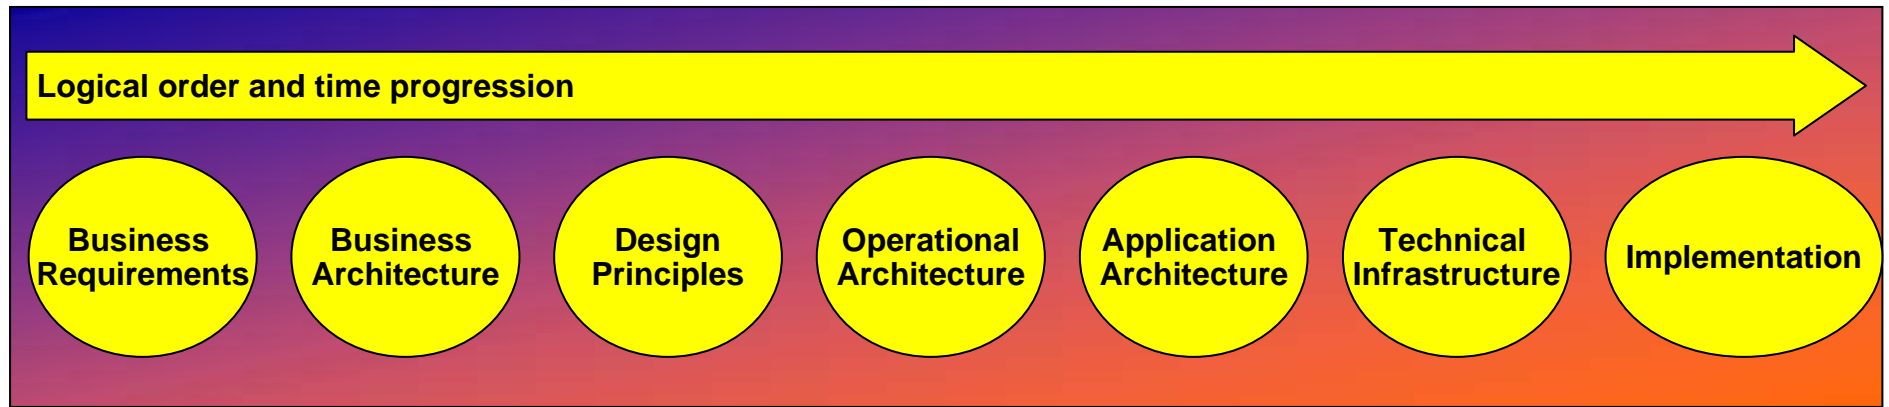 Logical order and time progression
Business
Requirements
Business
Architecture
Design
Principles
Operational
Architecture
Application
Architecture
Technical
Infrastructure
Implementation